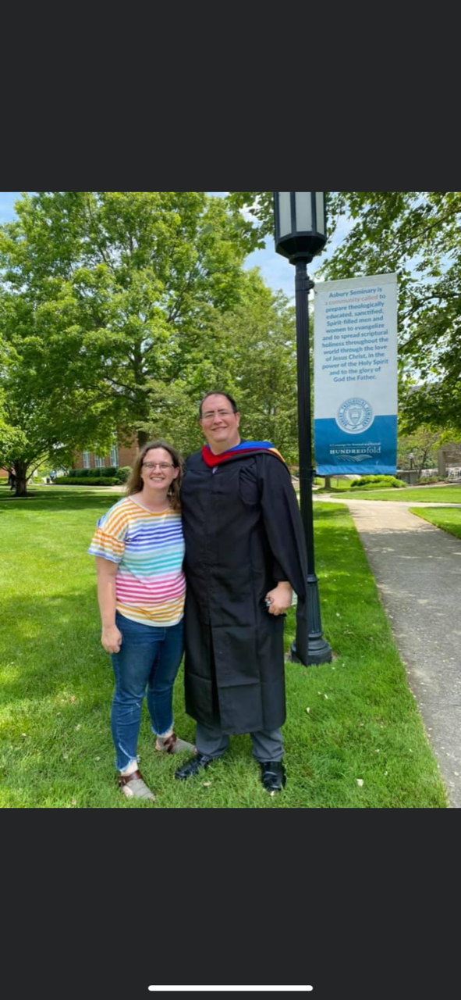 Asbury Seminary is
a community called to
prepare theologically
educated, sanctified,
Spirit-filled men and
women to evangelize
and to spread scriptural
holiness throughout the
world through the love
of Jesus Christ, in the
power of the Holy Spirit
and to the glory of
God the Father.
HUNDREDfold